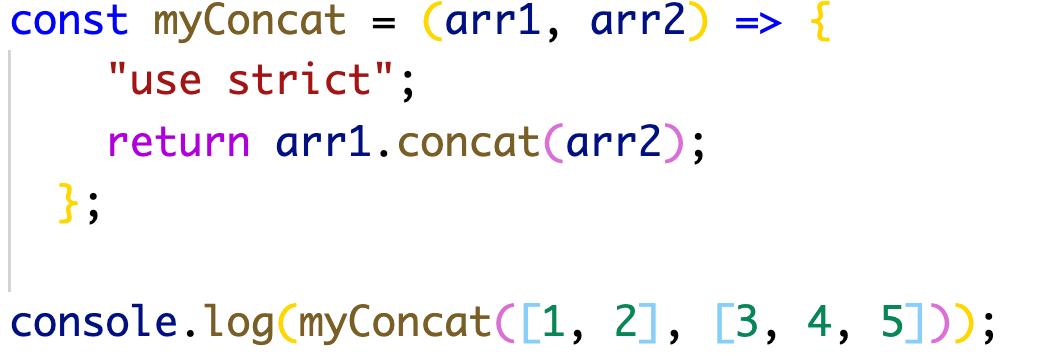 const myConcat = (arr1, arr2) => {
    "use strict";
    return arr1.concat(arr2);
  };
console.log(myConcat([1, 2], [3, 4, 5]));